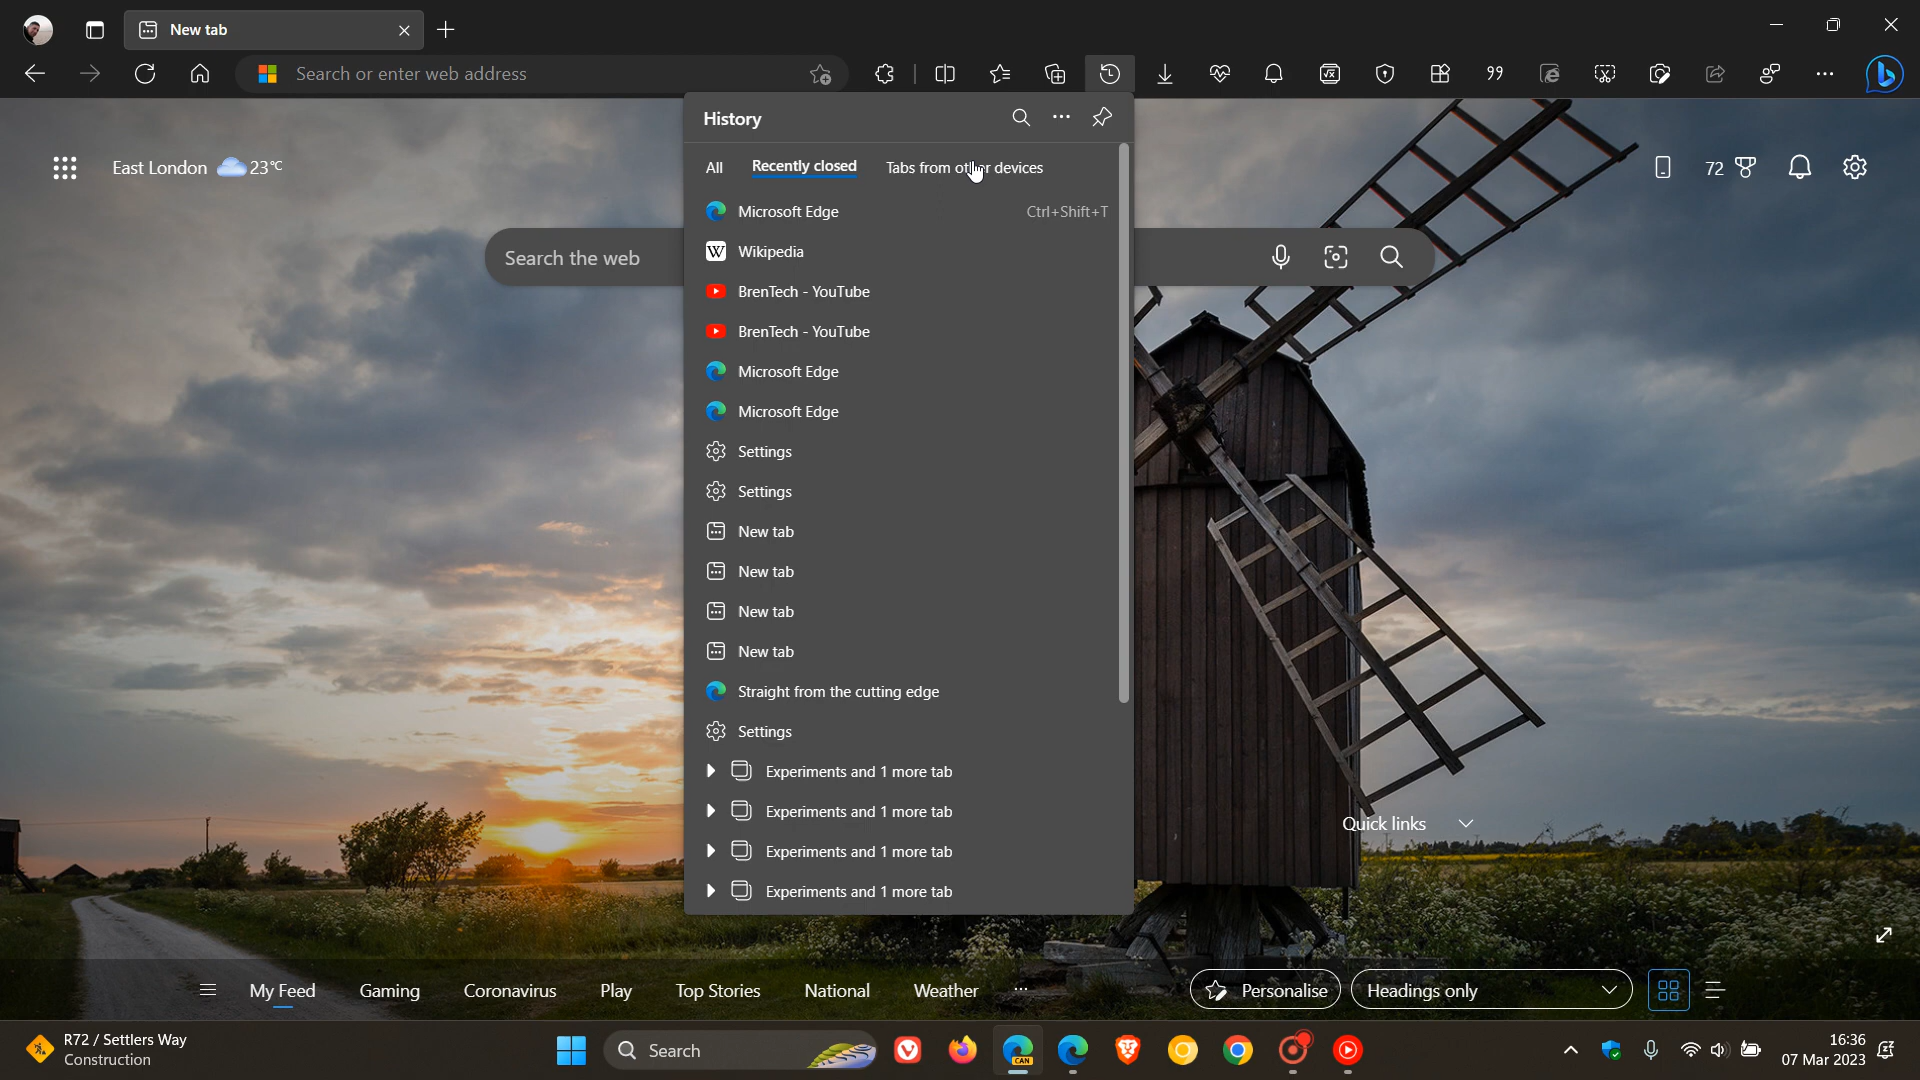 New tab
Search or enter web address
History
All Recently closed Tabs from other devices
East London 23°C
72
Microsoft Edge Ctrl+Shift+T
Wikipedia
Search the web
BrenTech - YouTube
BrenTech - YouTube
Microsoft Edge
Microsoft Edge
Settings
Settings
New tab
New tab
New tab
New tab
Straight from the cutting edge
Settings
Experiments and 1 more tab
Experiments and 1 more tab
Quick links
Experiments and 1 more tab
Experiments and 1 more tab
My Feed Gaming Coronavirus Play Top Stories National Weather ... Personalise Headings only
R72 / Settlers Way
Construction
Search
CAN
16:36
07 Mar 2023